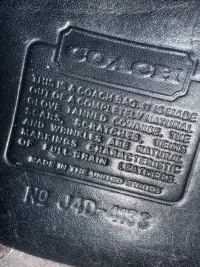 COACH
THIS IS A COACH BAG. IT IS MADE
OUT OF A COMPLETELY NATURAL
GLOVE TANNED COWHIDE. THE
SCARS, SCRATCHES, VEINS
AND WRINKLES ARE NATURAL
MARKINGS CHARACTERISTIC
OF FULL-GRAIN LEATHERS.
MADE IN THE UNITED STATES
No J4D-4133